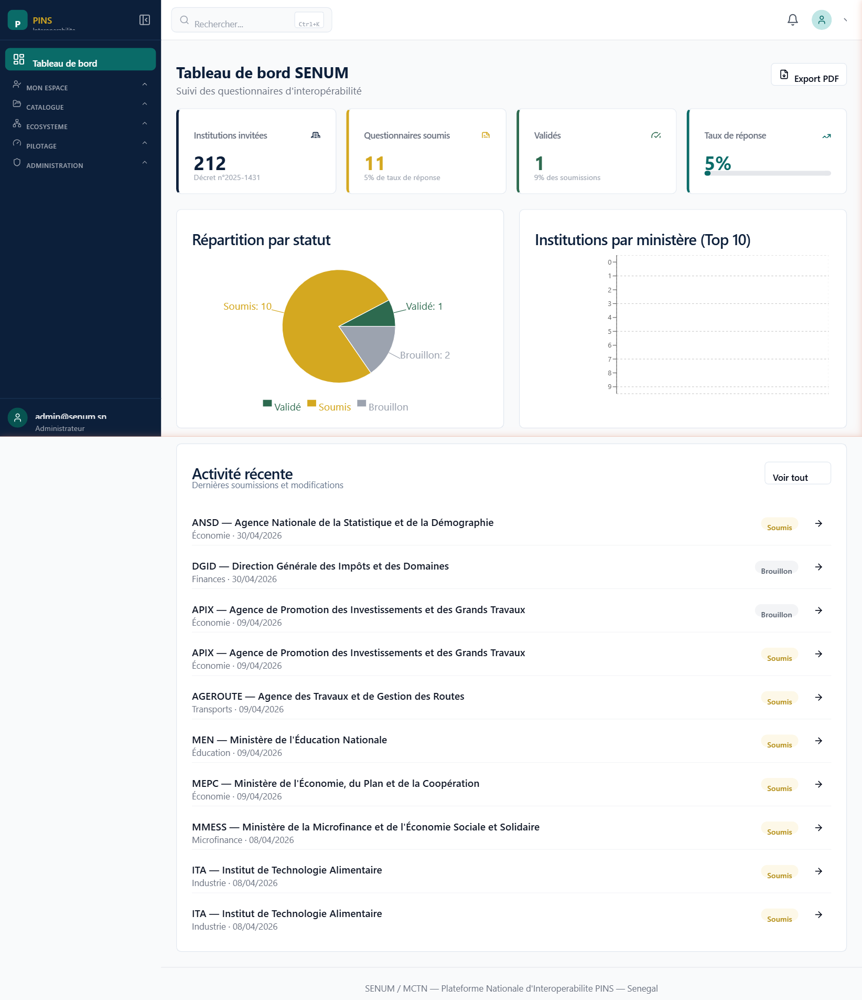 P
PINS
Interoperabilite
Rechercher...
Ctrl+K
Tableau de bord
MON ESPACE
CATALOGUE
ECOSYSTEME
PILOTAGE
ADMINISTRATION
admin@senum.sn
Administrateur
Tableau de bord SENUM
Suivi des questionnaires d'interopérabilité
Export PDF
Institutions invitées
212
Décret n°2025-1431
Questionnaires soumis
11
5% de taux de réponse
Validés
1
9% des soumissions
Taux de réponse
5%
Répartition par statut
Soumis: 10
Validé: 1
Brouillon: 2
Validé Soumis Brouillon
Institutions par ministère (Top 10)
0
1
2
3
4
5
6
7
8
9
Activité récente
Dernières soumissions et modifications
Voir tout
ANSD — Agence Nationale de la Statistique et de la Démographie
Économie · 30/04/2026
Soumis
DGID — Direction Générale des Impôts et des Domaines
Finances · 30/04/2026
Brouillon
APIX — Agence de Promotion des Investissements et des Grands Travaux
Économie · 09/04/2026
Brouillon
APIX — Agence de Promotion des Investissements et des Grands Travaux
Économie · 09/04/2026
Soumis
AGEROUTE — Agence des Travaux et de Gestion des Routes
Transports · 09/04/2026
Soumis
MEN — Ministère de l'Éducation Nationale
Éducation · 09/04/2026
Soumis
MEPC — Ministère de l'Économie, du Plan et de la Coopération
Économie · 09/04/2026
Soumis
MMESS — Ministère de la Microfinance et de l'Économie Sociale et Solidaire
Microfinance · 08/04/2026
Soumis
ITA — Institut de Technologie Alimentaire
Industrie · 08/04/2026
Soumis
ITA — Institut de Technologie Alimentaire
Industrie · 08/04/2026
Soumis
SENUM / MCTN — Plateforme Nationale d'Interoperabilite PINS — Senegal